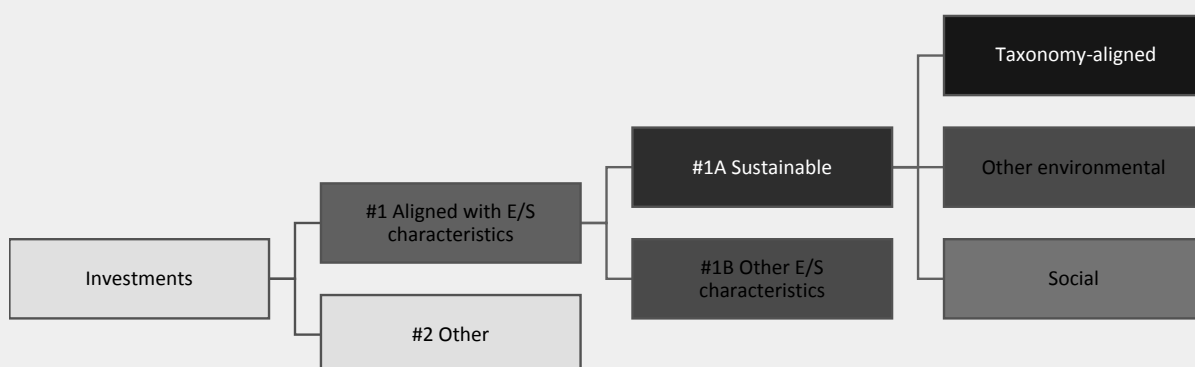 Taxonomy-aligned
#1A Sustainable
Other environmental
#1 Aligned with E/S
characteristics
#1B Other E/S
characteristics
Social
Investments
#2 Other